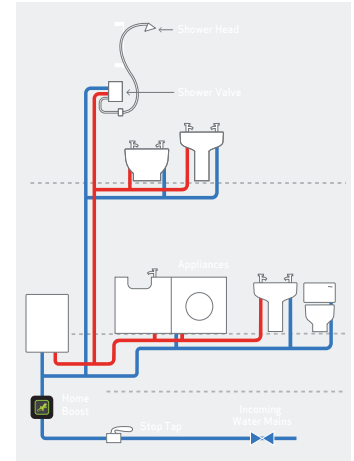 Shower Head
Shower Valve
Appliances
Home
Boost
Stop Tap
Incoming
Water Mains